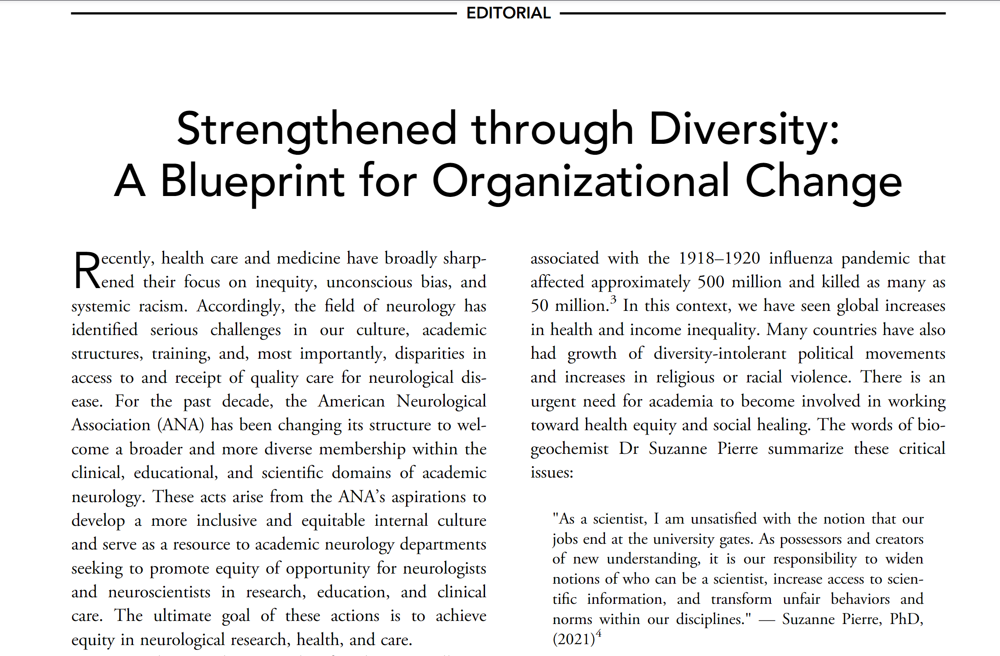 EDITORIAL
Strengthened through Diversity:
A Blueprint for Organizational Change
Recently, health care and medicine have broadly sharp-
ened their focus on inequity, unconscious bias, and
systemic racism. Accordingly, the field of neurology has
identified serious challenges in our culture, academic
structures, training, and, most importantly, disparities in
access to and receipt of quality care for neurological dis-
ease. For the past decade, the American Neurological
Association (ANA) has been changing its structure to wel-
come a broader and more diverse membership within the
clinical, educational, and scientific domains of academic
neurology. These acts arise from the ANA’s aspirations to
develop a more inclusive and equitable internal culture
and serve as a resource to academic neurology departments
seeking to promote equity of opportunity for neurologists
and neuroscientists in research, education, and clinical
care. The ultimate goal of these actions is to achieve
equity in neurological research, health, and care.
associated with the 1918–1920 influenza pandemic that
affected approximately 500 million and killed as many as
50 million.³ In this context, we have seen global increases
in health and income inequality. Many countries have also
had growth of diversity-intolerant political movements
and increases in religious or racial violence. There is an
urgent need for academia to become involved in working
toward health equity and social healing. The words of bio-
geochemist Dr Suzanne Pierre summarize these critical
issues:
"As a scientist, I am unsatisfied with the notion that our
jobs end at the university gates. As possessors and creators
of new understanding, it is our responsibility to widen
notions of who can be a scientist, increase access to scien-
tific information, and transform unfair behaviors and
norms within our disciplines." — Suzanne Pierre, PhD,
(2021)⁴